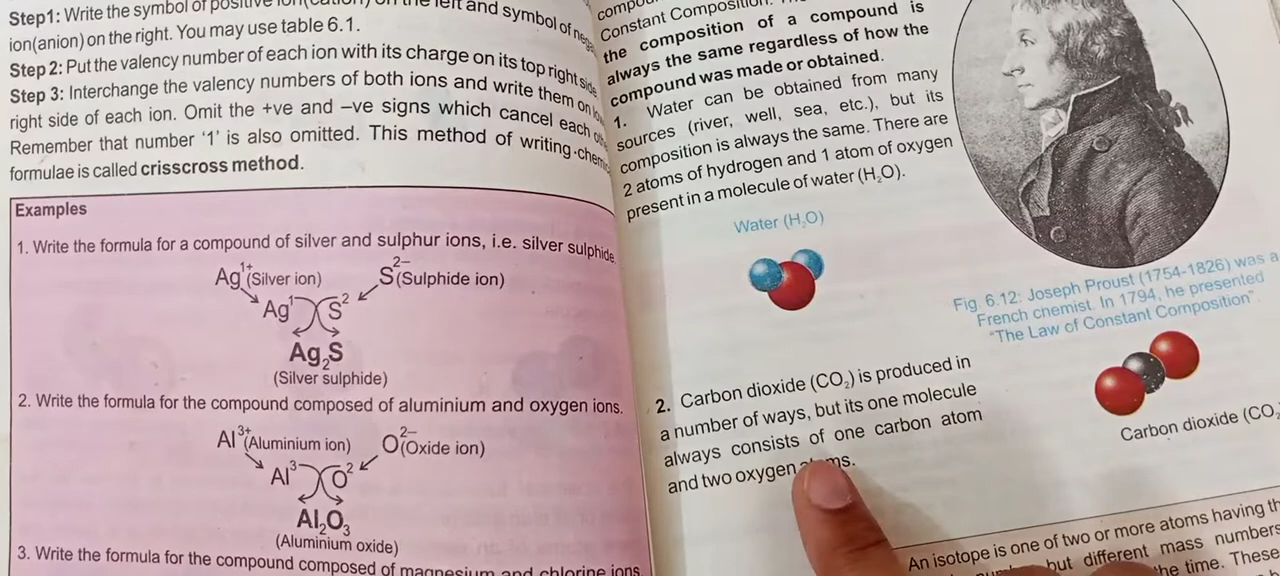 Step1: Write the symbol of positive ion(cation) on the left and symbol of
ion(anion) on the right. You may use table 6.1.
Step 2: Put the valency number of each ion with its charge on its top right side
Step 3: Interchange the valency numbers of both ions and write them on
right side of each ion. Omit the +ve and –ve signs which cancel each
Remember that number ‘1’ is also omitted. This method of writing
formulae is called crisscross method.
Examples
1. Write the formula for a compound of silver and sulphur ions, i.e. silver sulphide
Ag¹⁺(Silver ion) S²⁻(Sulphide ion)
Ag¹ S²
Ag₂S
(Silver sulphide)
2. Write the formula for the compound composed of aluminium and oxygen ions.
Al³⁺(Aluminium ion) O²⁻(Oxide ion)
Al³ O²
Al₂O₃
(Aluminium oxide)
3. Write the formula for the compound composed of magnesium and chlorine ions
Constant Composition.
the composition of a compound is
always the same regardless of how the
compound was made or obtained.
1. Water can be obtained from many
sources (river, well, sea, etc.), but its
composition is always the same. There are
2 atoms of hydrogen and 1 atom of oxygen
present in a molecule of water (H₂O).
Water (H₂O)
Fig. 6.12: Joseph Proust (1754-1826) was a
French chemist. In 1794, he presented
“The Law of Constant Composition”.
2. Carbon dioxide (CO₂) is produced in
a number of ways, but its one molecule
always consists of one carbon atom
and two oxygen
Carbon dioxide (CO₂
An isotope is one of two or more atoms having
but different mass numbers
the time. These